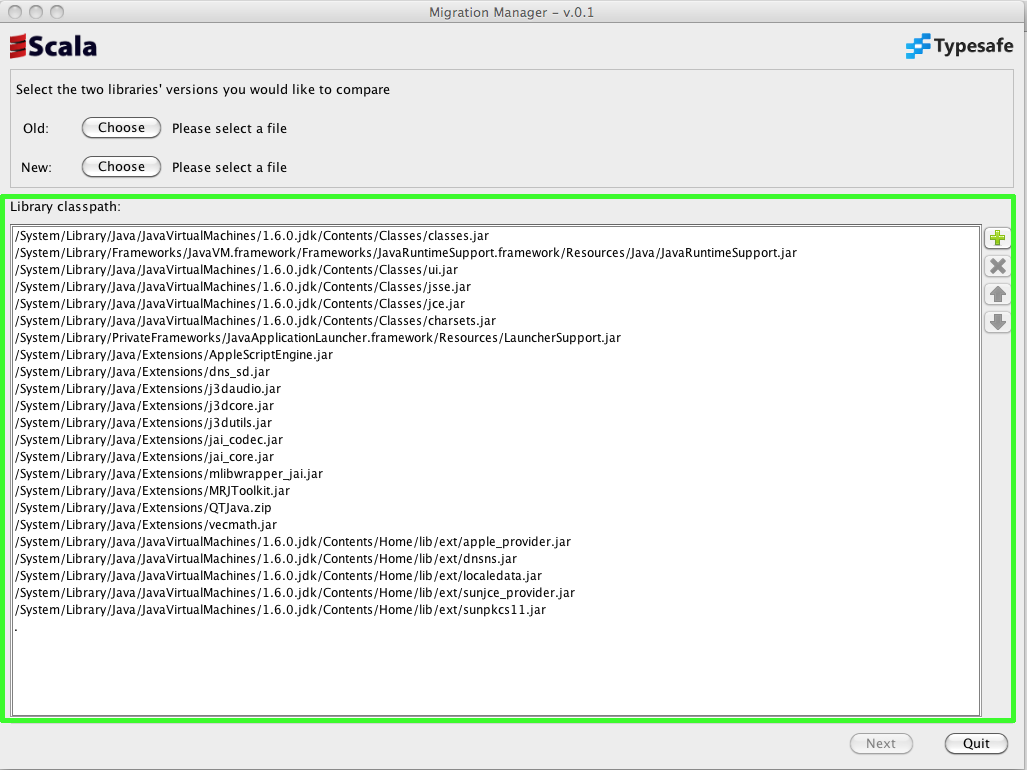 Migration Manager – v.0.1
Scala
Typesafe
Select the two libraries' versions you would like to compare
Old: Choose Please select a file
New: Choose Please select a file
Library classpath:
/System/Library/Java/JavaVirtualMachines/1.6.0.jdk/Contents/Classes/classes.jar
/System/Library/Frameworks/JavaVM.framework/Frameworks/JavaRuntimeSupport.framework/Resources/Java/JavaRuntimeSupport.jar
/System/Library/Java/JavaVirtualMachines/1.6.0.jdk/Contents/Classes/ui.jar
/System/Library/Java/JavaVirtualMachines/1.6.0.jdk/Contents/Classes/jsse.jar
/System/Library/Java/JavaVirtualMachines/1.6.0.jdk/Contents/Classes/jce.jar
/System/Library/Java/JavaVirtualMachines/1.6.0.jdk/Contents/Classes/charsets.jar
/System/Library/PrivateFrameworks/JavaApplicationLauncher.framework/Resources/LauncherSupport.jar
/System/Library/Java/Extensions/AppleScriptEngine.jar
/System/Library/Java/Extensions/dns_sd.jar
/System/Library/Java/Extensions/j3daudio.jar
/System/Library/Java/Extensions/j3dcore.jar
/System/Library/Java/Extensions/j3dutils.jar
/System/Library/Java/Extensions/jai_codec.jar
/System/Library/Java/Extensions/jai_core.jar
/System/Library/Java/Extensions/mlibwrapper_jai.jar
/System/Library/Java/Extensions/MRJToolkit.jar
/System/Library/Java/Extensions/QTJava.zip
/System/Library/Java/Extensions/vecmath.jar
/System/Library/Java/JavaVirtualMachines/1.6.0.jdk/Contents/Home/lib/ext/apple_provider.jar
/System/Library/Java/JavaVirtualMachines/1.6.0.jdk/Contents/Home/lib/ext/dnsns.jar
/System/Library/Java/JavaVirtualMachines/1.6.0.jdk/Contents/Home/lib/ext/localedata.jar
/System/Library/Java/JavaVirtualMachines/1.6.0.jdk/Contents/Home/lib/ext/sunjce_provider.jar
/System/Library/Java/JavaVirtualMachines/1.6.0.jdk/Contents/Home/lib/ext/sunpkcs11.jar
.
Next Quit